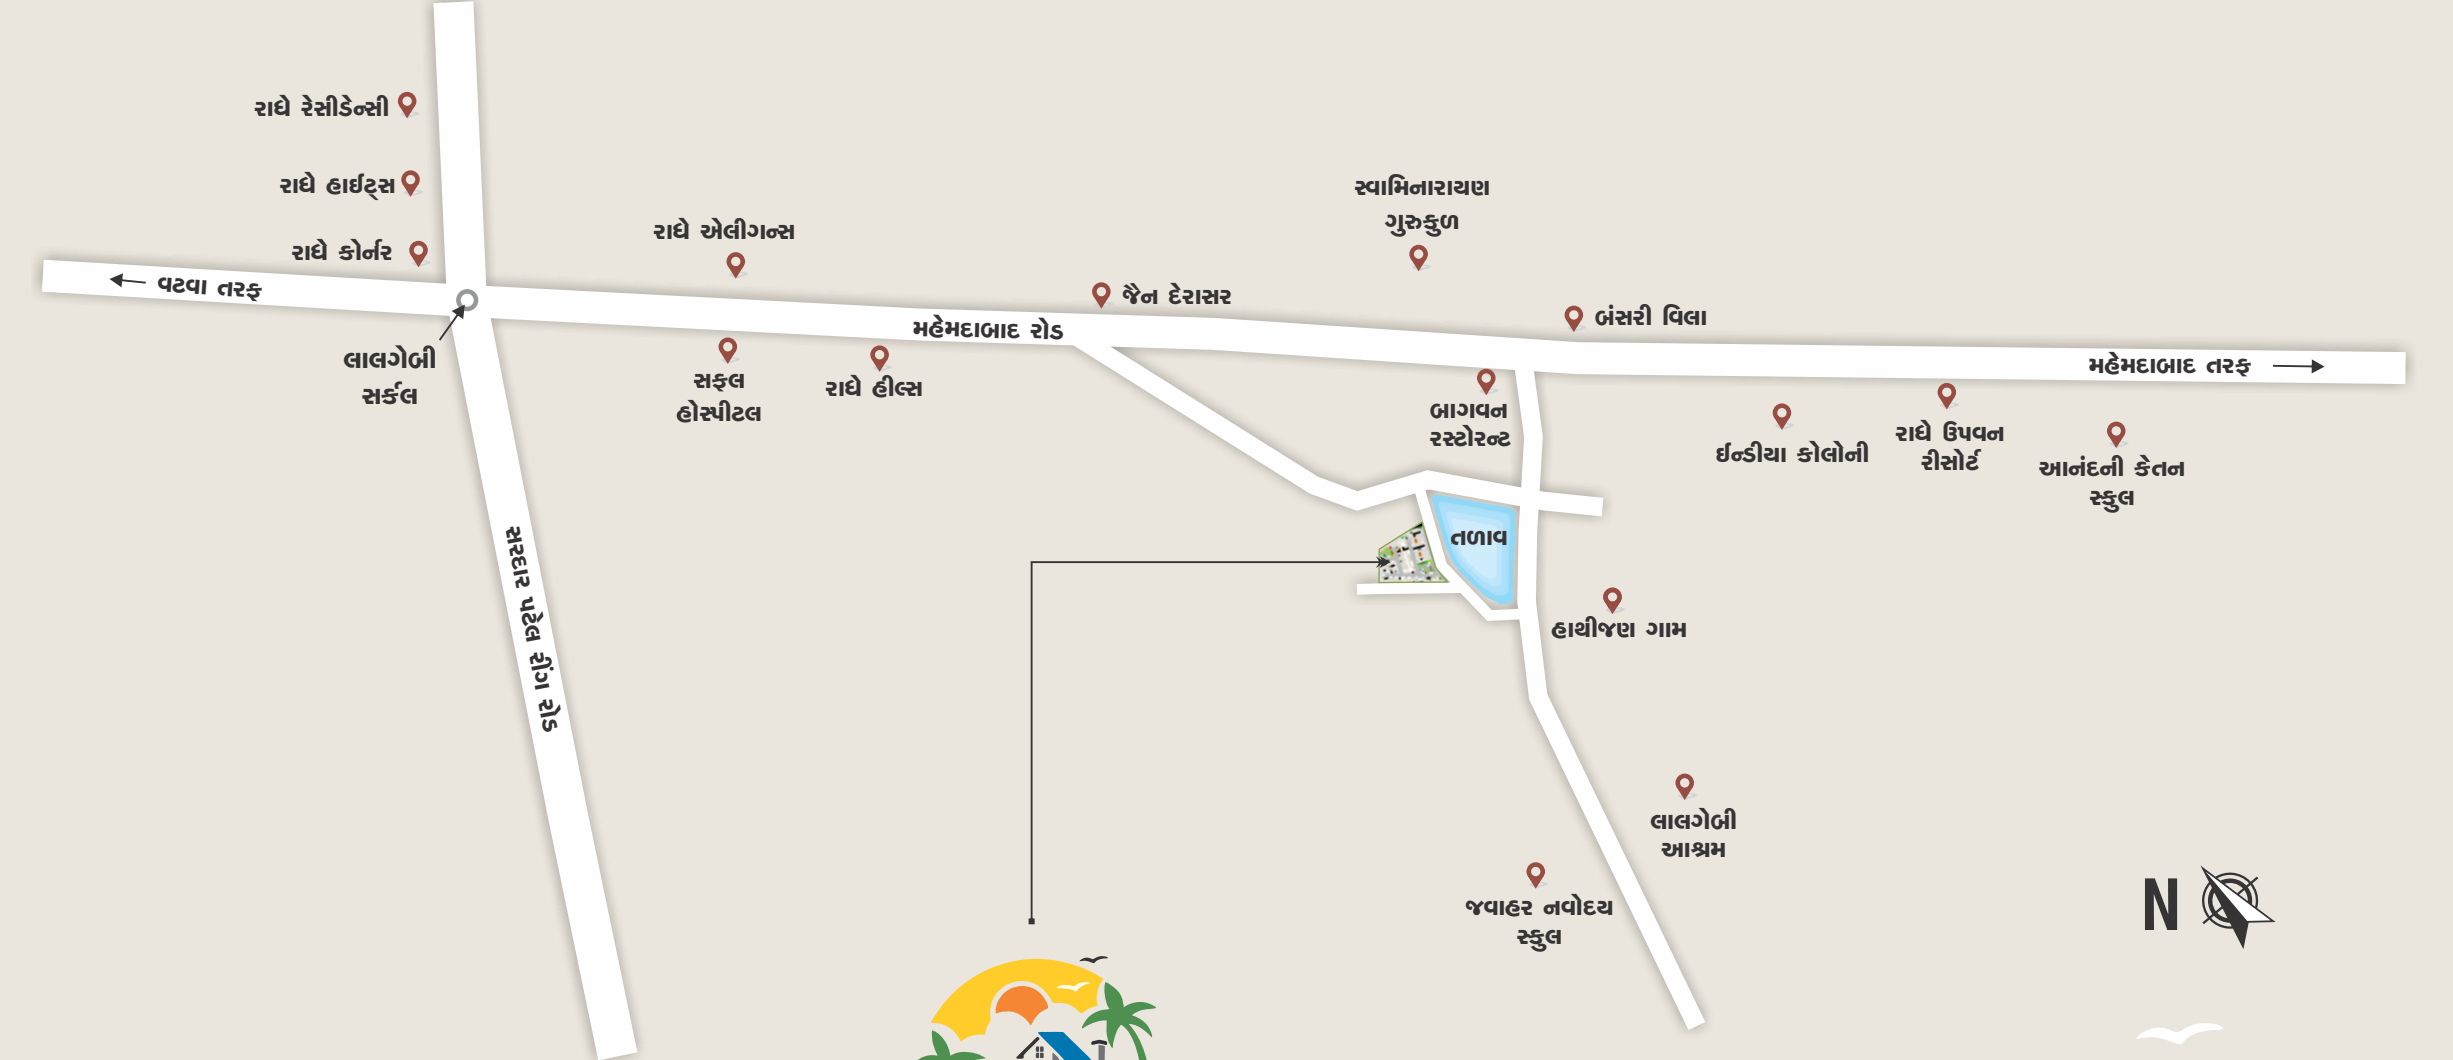 રાધે રેસીડેન્સી
રાધે હાઈટ્સ
રાધે કોર્નર
વટવા તરફ
લાલગેબી
સર્કલ
રાધે એલીગન્સ
સફલ
હોસ્પીટલ
રાધે હીલ્સ
મહેમદાબાદ રોડ
જૈન દેરાસર
સ્વામિનારાયણ
ગુરુકુળ
બંસરી વિલા
મહેમદાબાદ તરફ
બાગવન
રસ્ટોરન્ટ
ઈન્ડીયા કોલોની
રાધે ઉપવન
રીસોર્ટ
આનંદની કેતન
સ્કુલ
તળાવ
સરદાર પટેલ રીંગ રોડ
હાથીજણ ગામ
લાલગેબી
આશ્રમ
જવાહર નવોદય
સ્કુલ
N